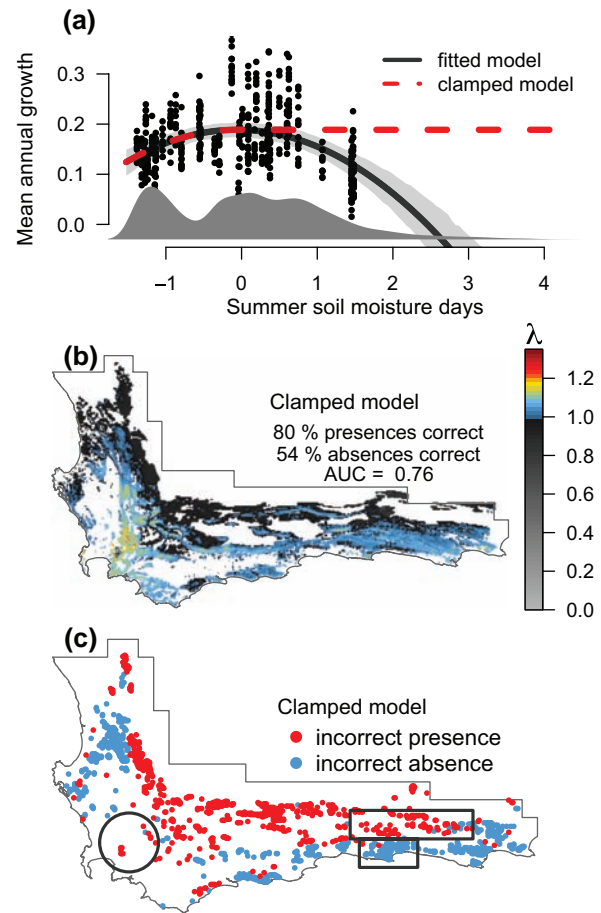 (a)
Mean annual growth
0.3
0.2
0.1
0.0
fitted model
clamped model
−1 0 1 2 3 4
Summer soil moisture days
(b)
Clamped model
80 % presences correct
54 % absences correct
AUC = 0.76
λ
1.2
1.0
0.8
0.6
0.4
0.2
0.0
(c)
Clamped model
incorrect presence
incorrect absence